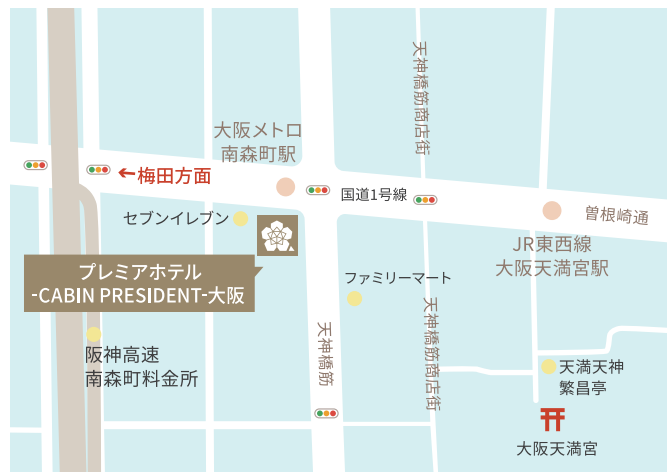 天神橋筋商店街
大阪メトロ
南森町駅
←梅田方面
国道1号線
曽根崎通
セブンイレブン
JR東西線
大阪天満宮駅
プレミアホテル
-CABIN PRESIDENT-大阪
ファミリーマート
天神橋筋
天神橋筋商店街
阪神高速
南森町料金所
天満天神
繁昌亭
大阪天満宮